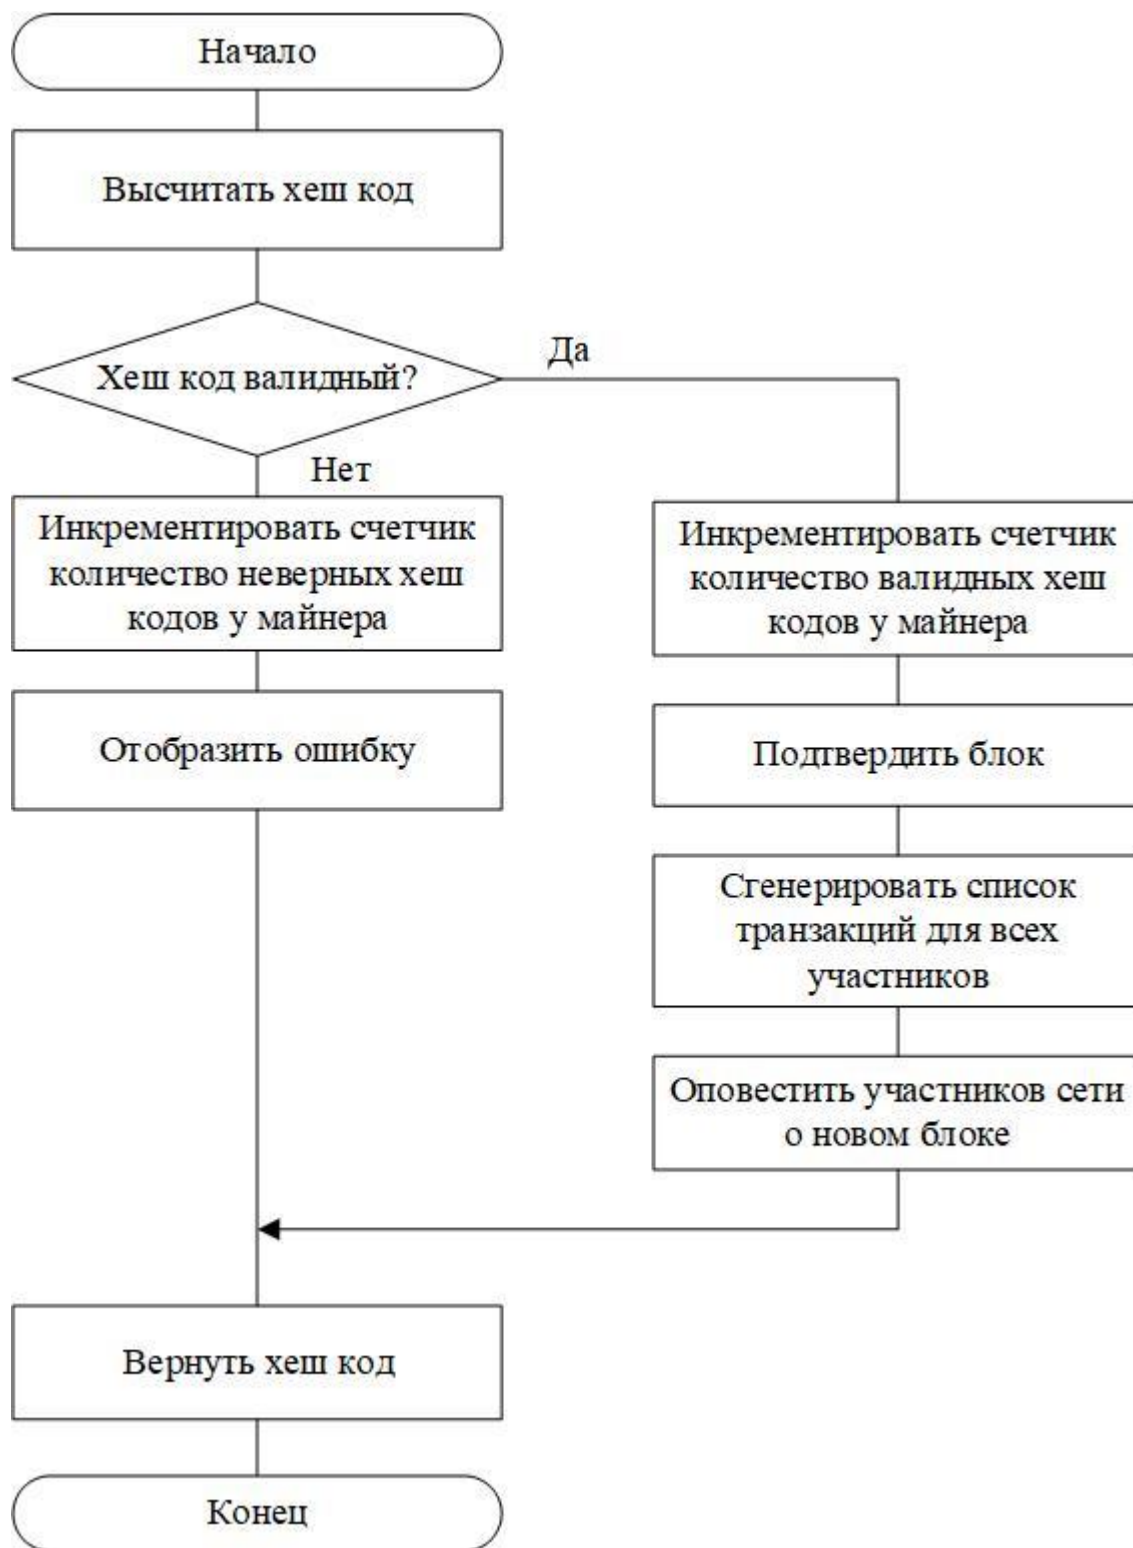 Начало
Высчитать хеш код
Хеш код валидный?
Да
Нет
Инкрементировать счетчик
количество неверных хеш
кодов у майнера
Отобразить ошибку
Инкрементировать счетчик
количество валидных хеш
кодов у майнера
Подтвердить блок
Сгенерировать список
транзакций для всех
участников
Оповестить участников сети
о новом блоке
Вернуть хеш код
Конец